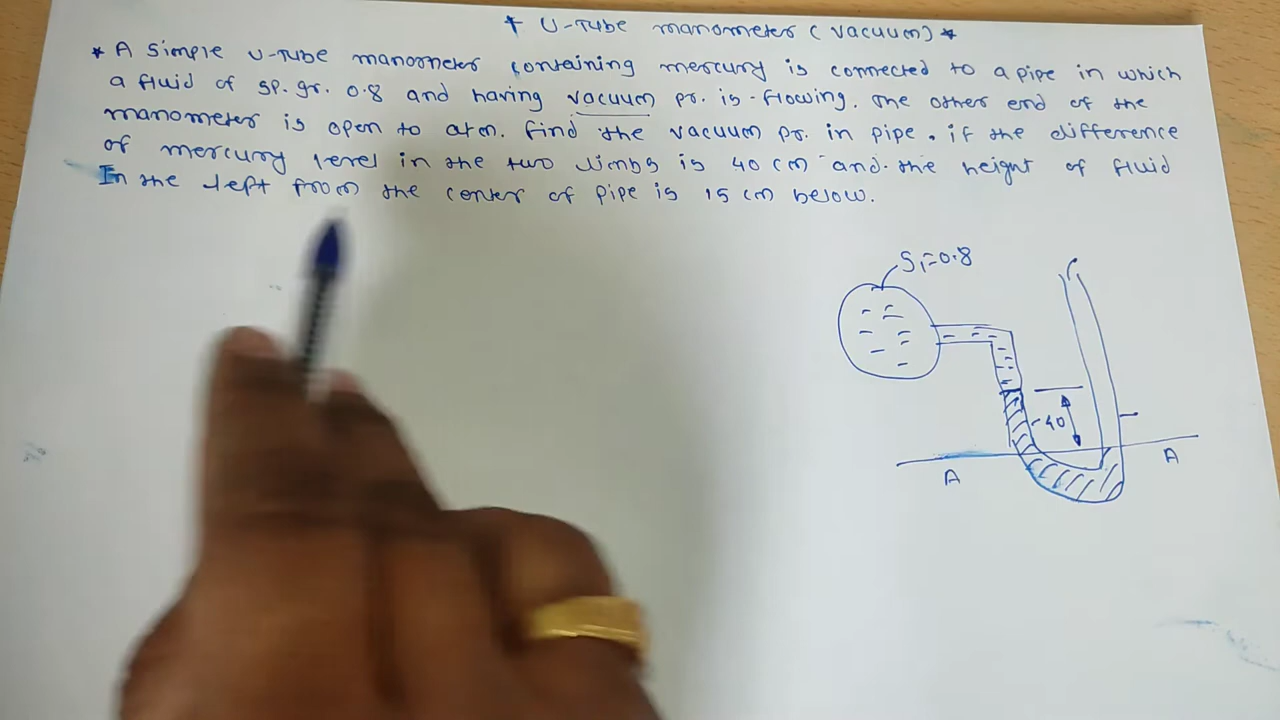 * U-Tube manometer (vacuum) *
* A simple U-Tube manometer containing mercury is connected to a pipe in which
a fluid of sp. gr. 0.8 and having vacuum pr. is flowing. The other end of the
manometer is open to atm. find the vacuum pr. in pipe. if the difference
of mercury level in the two limbs is 40 cm and the height of fluid
In the left from the center of pipe is 15 cm below.
S₁=0.8
40
A A